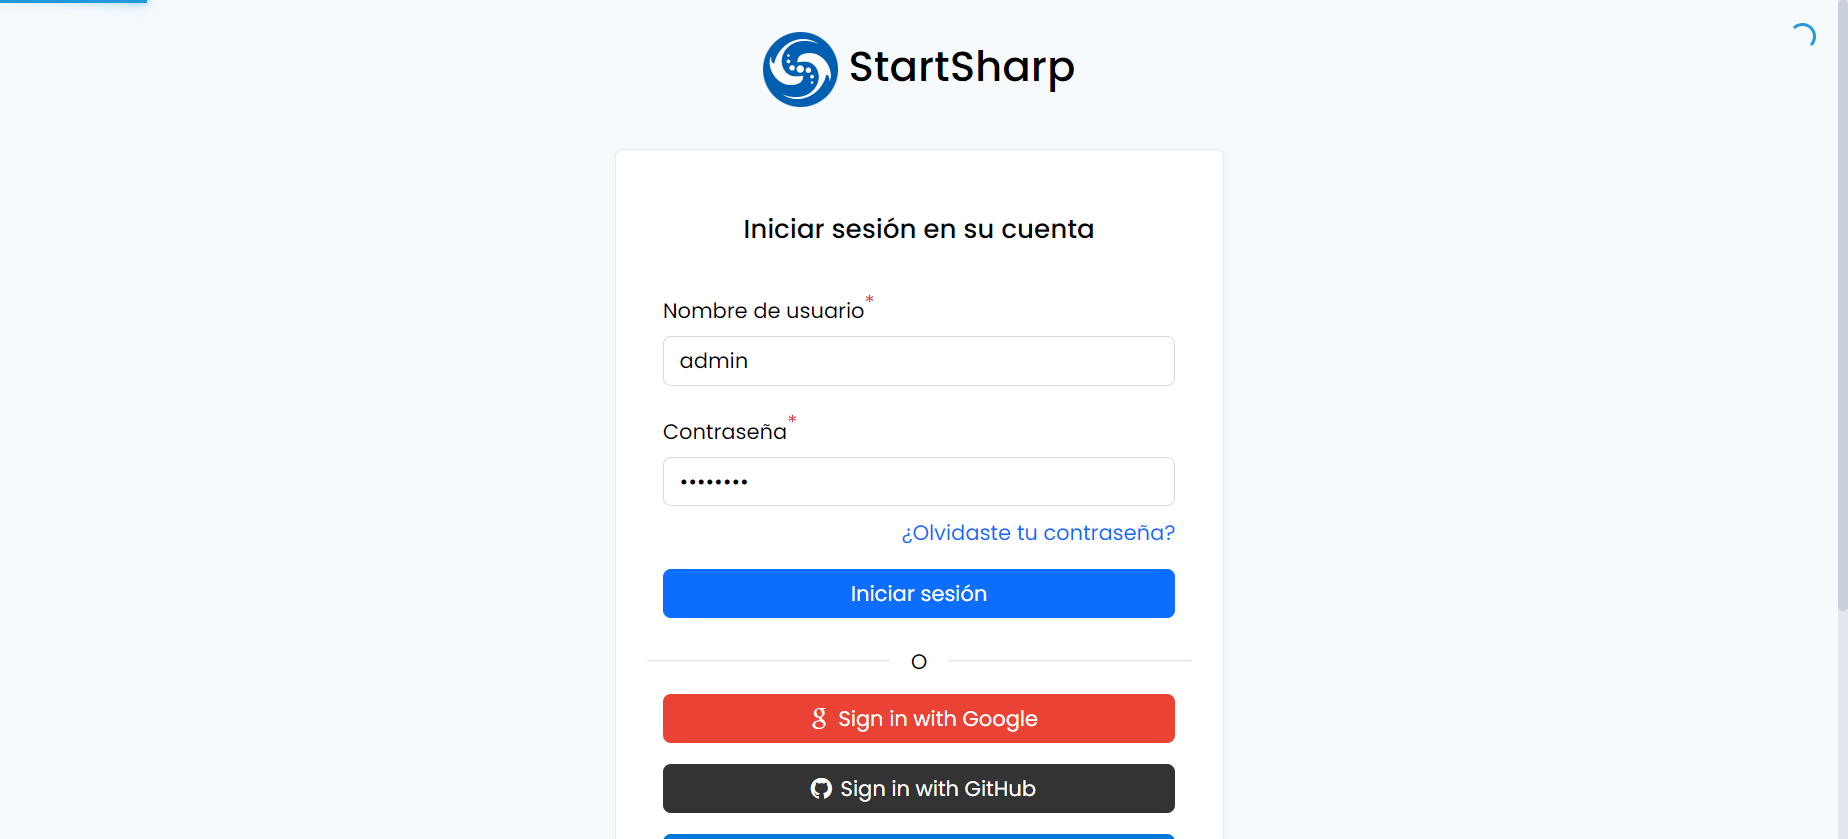 StartSharp
Iniciar sesión en su cuenta
Nombre de usuario*
admin
Contraseña*
••••••••
¿Olvidaste tu contraseña?
Iniciar sesión
O
Sign in with Google
Sign in with GitHub